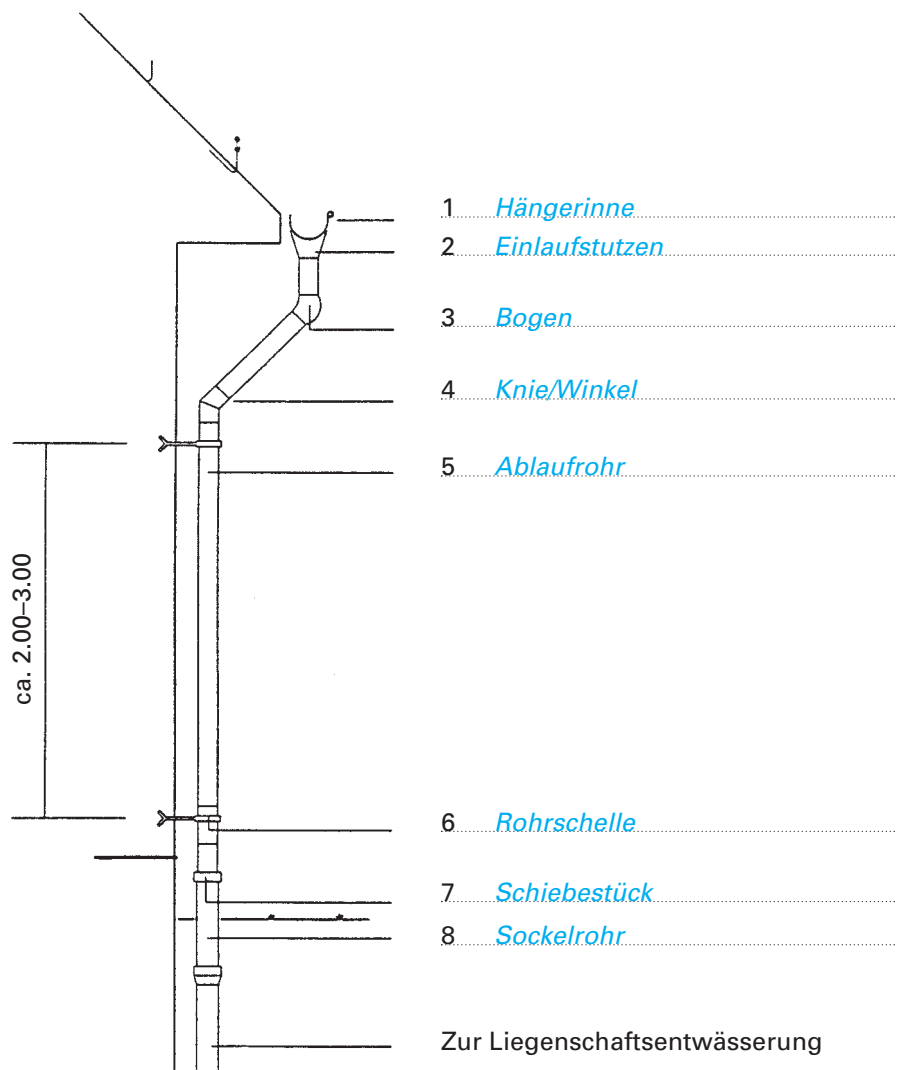 1 Hängerinne
2 Einlaufstutzen
3 Bogen
4 Knie/Winkel
5 Ablaufrohr
ca. 2.00–3.00
6 Rohrschelle
7 Schiebestück
8 Sockelrohr
Zur Liegenschaftsentwässerung